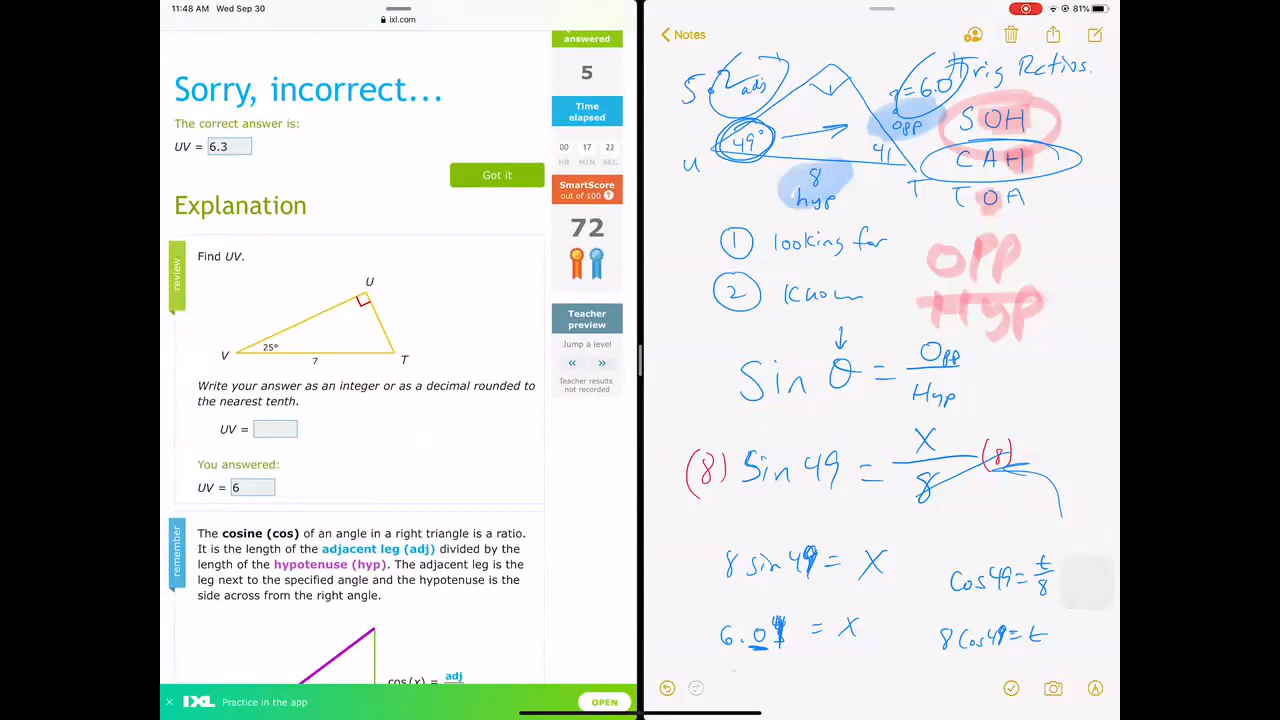 11:48 AM Wed Sep 30
ixl.com
81%
Sorry, incorrect...
The correct answer is:
UV = 6.3
Got it
Explanation
review
Find UV.
U
V
25°
7
T
Write your answer as an integer or as a decimal rounded to
the nearest tenth.
UV =
You answered:
UV = 6
remember
The cosine (cos) of an angle in a right triangle is a ratio.
It is the length of the adjacent leg (adj) divided by the
length of the hypotenuse (hyp). The adjacent leg is the
leg next to the specified angle and the hypotenuse is the
side across from the right angle.
cos(x) = adj
answered
5
Time
elapsed
00 17 22
HR MIN SEC
SmartScore
out of 100 ?
72
Teacher
preview
Jump a level
Teacher results
not recorded
× IXL Practice in the app
OPEN
Notes
Trig Ratios.
5.2 adj
= 6.0
opp
SOH
49°
41
CAH
U
8
hyp
T
TOA
1 looking for
2 Known
opp
Hyp
Sin θ = Opp
Hyp
(8) Sin 49 = X
8
(8)
8 sin 49 = X
Cos 49 = t
8
6.04 = X
8 Cos 49 = t